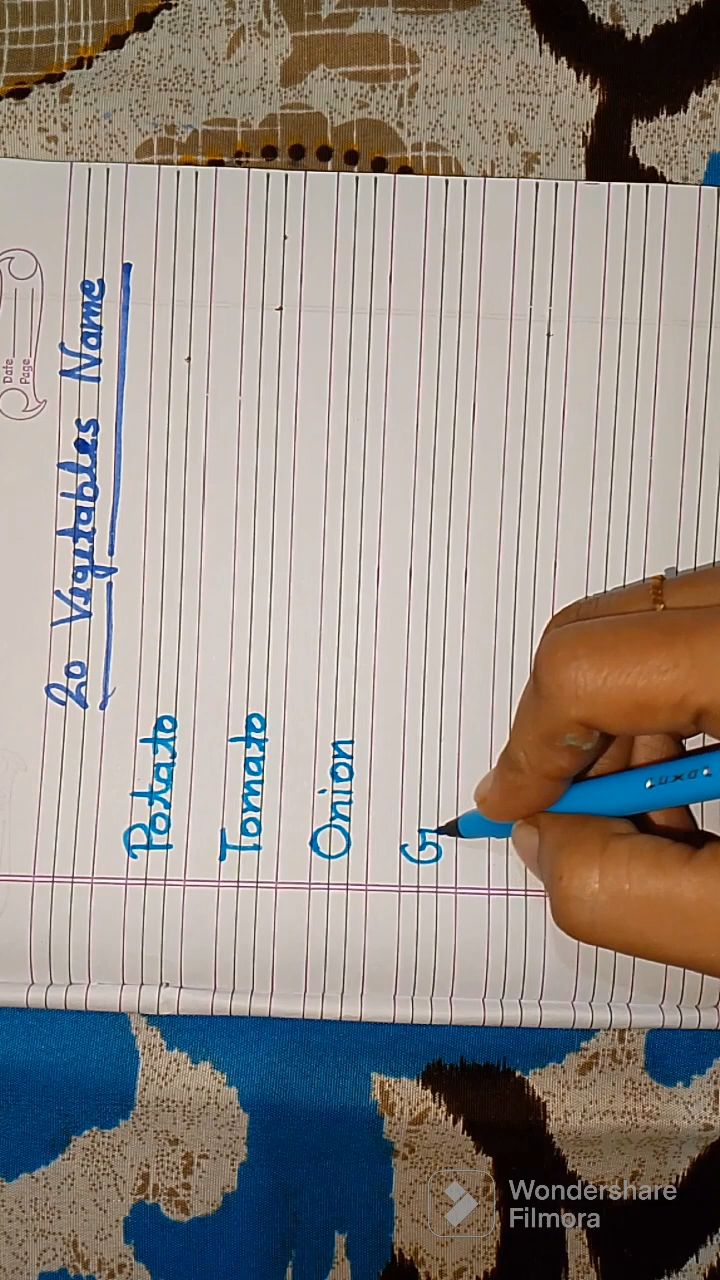 Date
Page
20 Vegetables Name
Potato
Tomato
Onion
G
Wondershare
Filmora